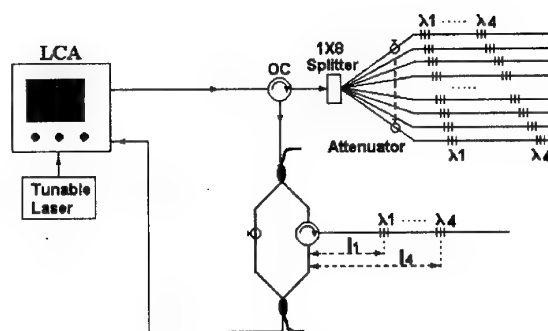 LCA
OC
1X8
Splitter
λ1 ····· λ4
·····
Attenuator
λ1
λ4
Tunable
Laser
λ1 ····· λ4
l1
l4